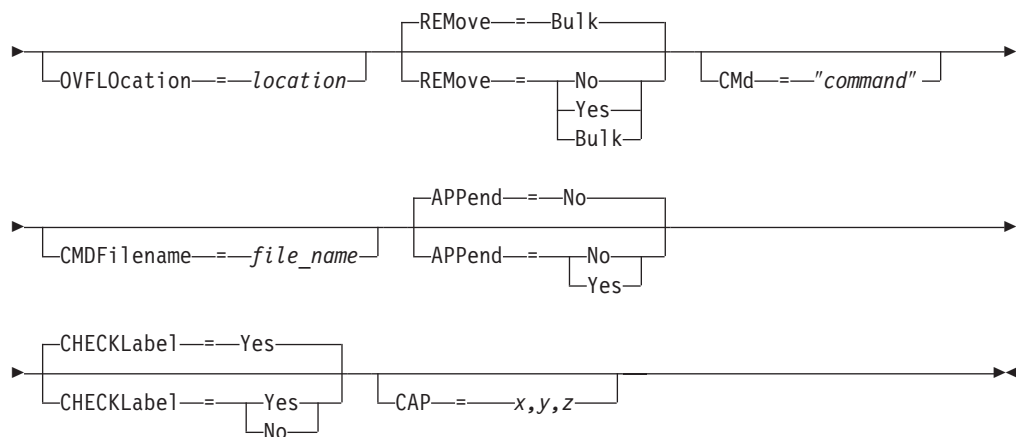 REMove = Bulk
OVFLOcation = location REMove = No CMd = "command"
Yes
Bulk
APPend = No
CMDFilename = file_name APPend = No
Yes
CHECKLabel = Yes
CHECKLabel = Yes CAP = x,y,z
No